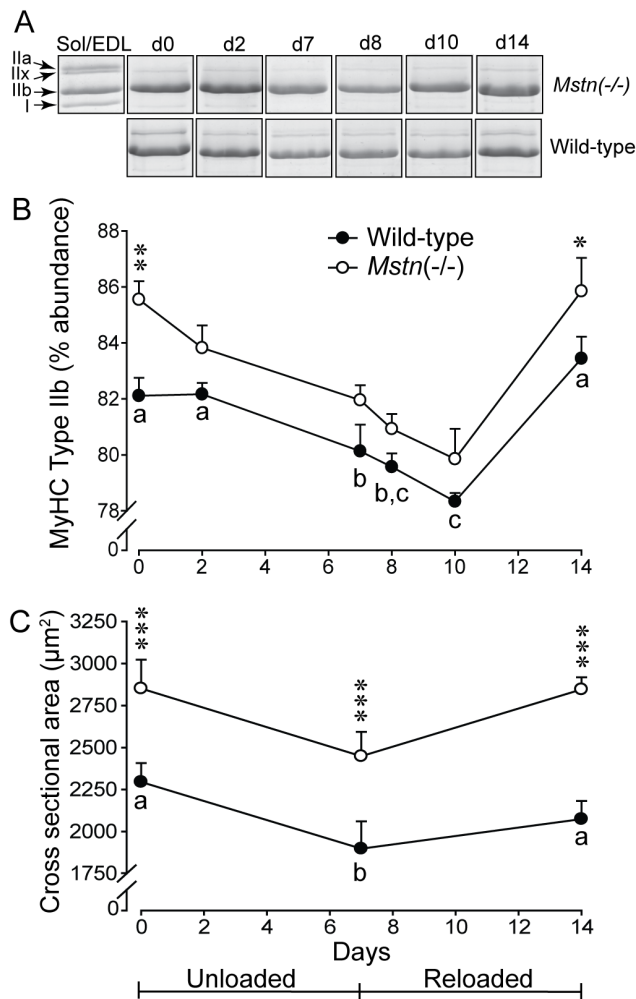 A
Sol/EDL d0 d2 d7 d8 d10 d14
IIa
IIx
IIb
I
Mstn(-/-)
Wild-type
B
MyHC Type IIb (% abundance)
88
86
84
82
80
78
0
Wild-type
Mstn(-/-)
**
*
a
a
b
b,c
c
a
0 2 4 6 8 10 12 14
C
Cross sectional area (µm²)
3250
3000
2750
2500
2250
2000
1750
0
***
***
***
a
b
a
0 2 4 6 8 10 12 14
Days
Unloaded Reloaded